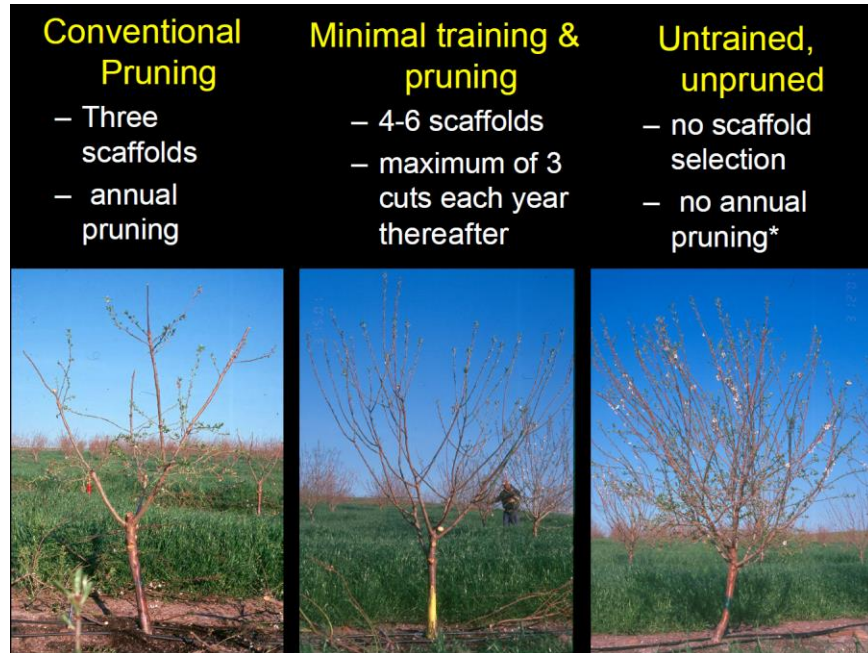 Conventional
Pruning
– Three
scaffolds
– annual
pruning
Minimal training &
pruning
– 4-6 scaffolds
– maximum of 3
cuts each year
thereafter
Untrained,
unpruned
– no scaffold
selection
– no annual
pruning*